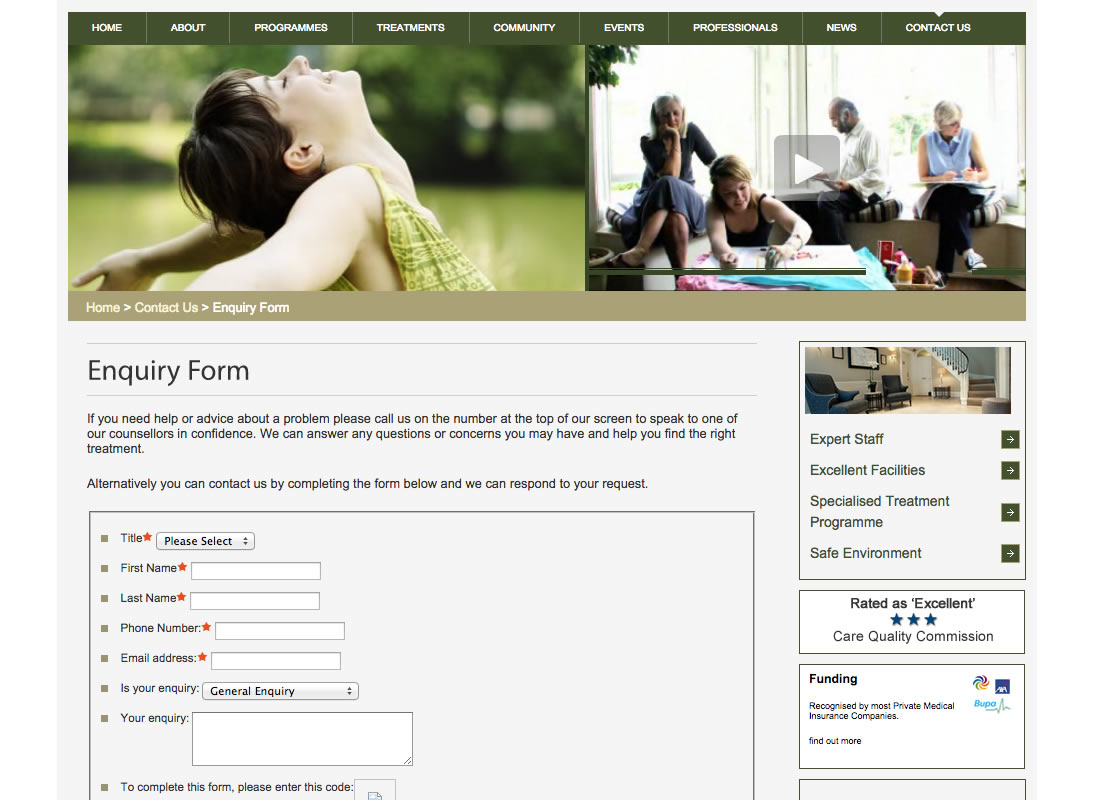 HOME ABOUT PROGRAMMES TREATMENTS COMMUNITY EVENTS PROFESSIONALS NEWS CONTACT US
Home > Contact Us > Enquiry Form
Enquiry Form
If you need help or advice about a problem please call us on the number at the top of our screen to speak to one of
our counsellors in confidence. We can answer any questions or concerns you may have and help you find the right
treatment.
Alternatively you can contact us by completing the form below and we can respond to your request.
Title Please Select
First Name
Last Name
Phone Number:
Email address:
Is your enquiry: General Enquiry
Your enquiry:
To complete this form, please enter this code:
Expert Staff
Excellent Facilities
Specialised Treatment
Programme
Safe Environment
Rated as ‘Excellent’
Care Quality Commission
Funding
Recognised by most Private Medical
Insurance Companies.
find out more
AXA
Bupa